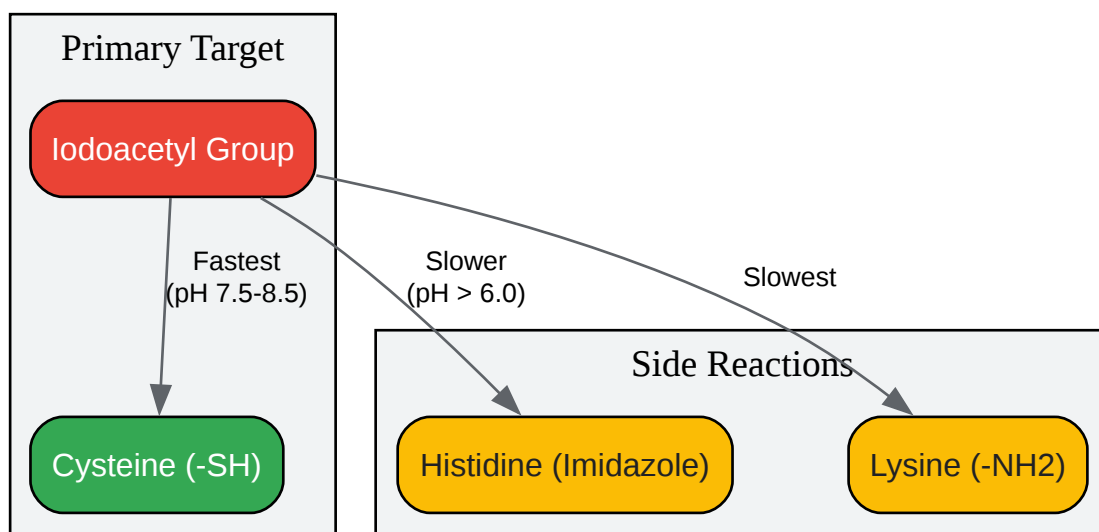 Primary Target
Iodoacetyl Group
Fastest
(pH 7.5-8.5)
Slower
(pH > 6.0)
Slowest
Side Reactions
Cysteine (-SH)
Histidine (Imidazole)
Lysine (-NH2)